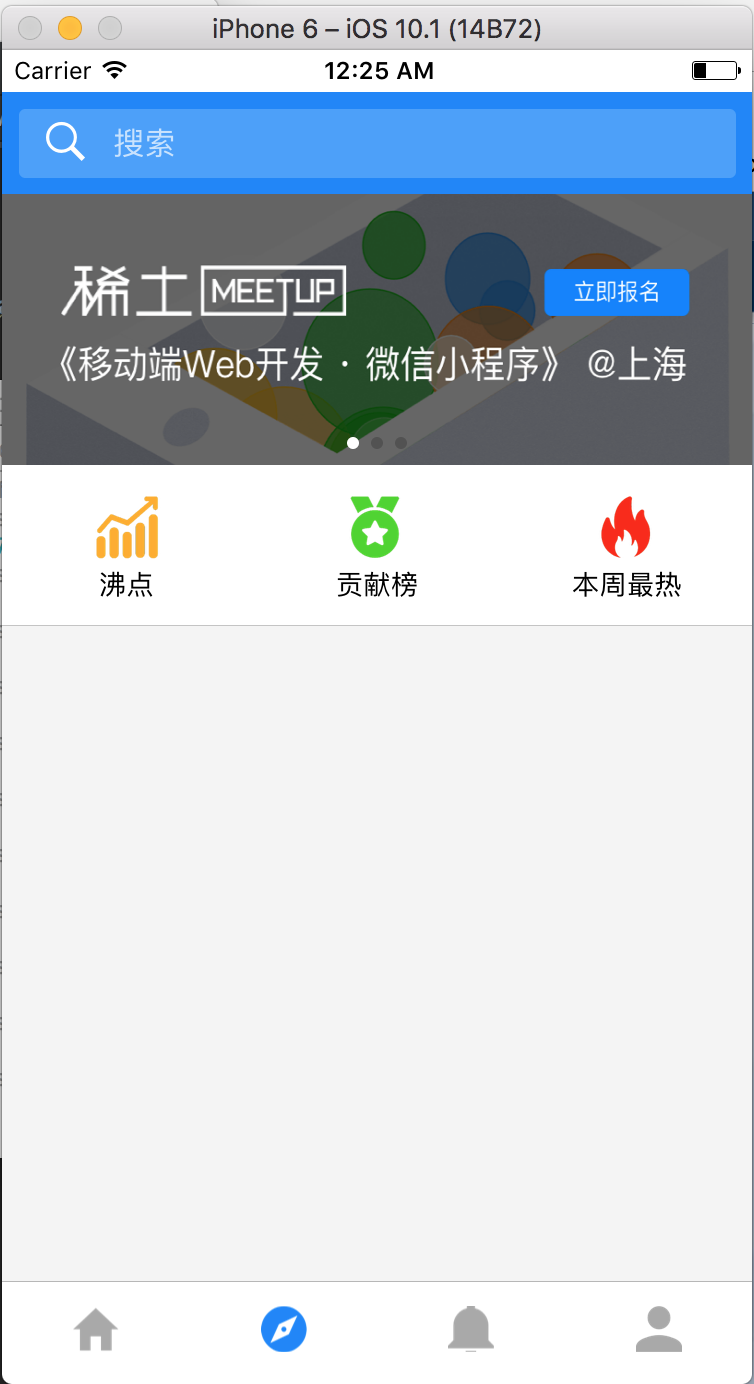 iPhone 6 – iOS 10.1 (14B72)
Carrier 12:25 AM
搜索
稀土 MEETUP 立即报名
《移动端Web开发 · 微信小程序》 @上海
沸点 贡献榜 本周最热